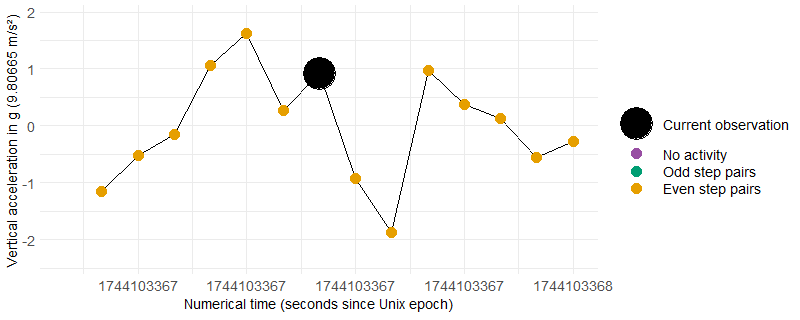 Vertical acceleration in g (9.80665 m/s²)
2
1
0
-1
-2
1744103367 1744103367 1744103367 1744103367 1744103368
Numerical time (seconds since Unix epoch)
Current observation
No activity
Odd step pairs
Even step pairs